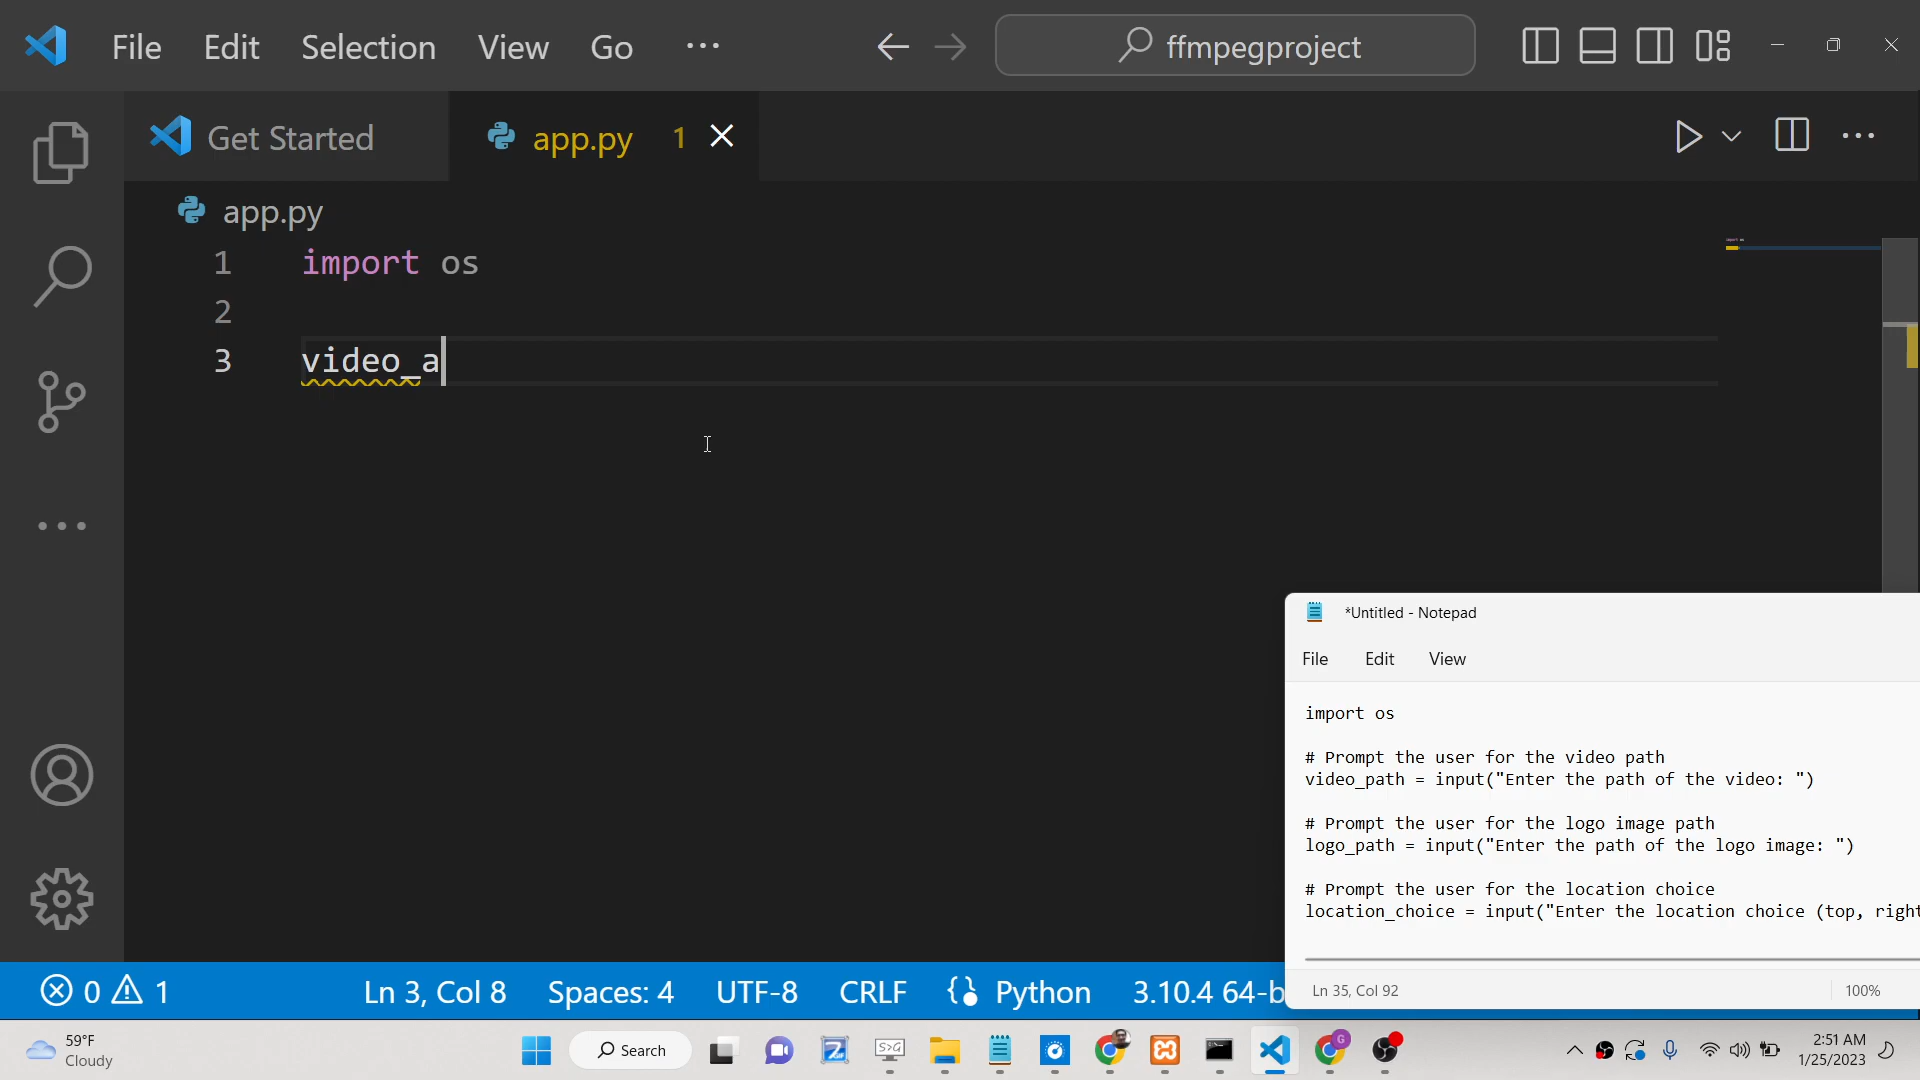 File Edit Selection View Go ··· ffmpegproject
Get Started app.py 1
app.py
1 import os
2
3 video_a
*Untitled - Notepad
File Edit View
import os
# Prompt the user for the video path
video_path = input("Enter the path of the video: ")
# Prompt the user for the logo image path
logo_path = input("Enter the path of the logo image: ")
# Prompt the user for the location choice
location_choice = input("Enter the location choice (top, right
Ln 35, Col 92 100%
0 1 Ln 3, Col 8 Spaces: 4 UTF-8 CRLF Python 3.10.4 64-b
59°F
Cloudy
Search
S>G
G
2:51 AM
1/25/2023